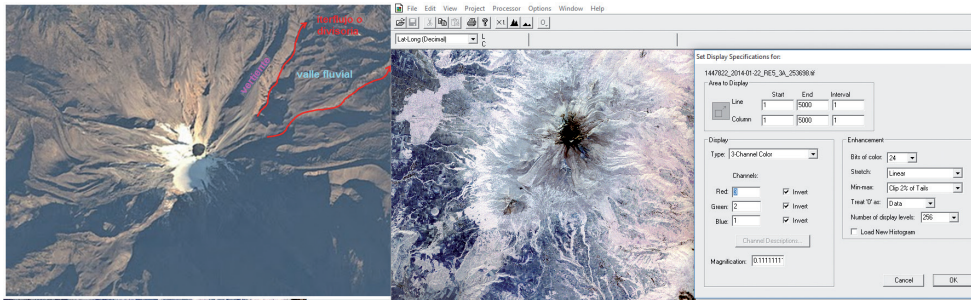 valle fluvial
File Edit View Project Processor Options Window Help
Lat-Long (Decimal)
L
C
Set Display Specifications for:
1447822_2014-01-22_RE5_3A_253698.tif
Area to Display
Start End Interval
Line 1 5000 1
Column 1 5000 1
Display
Type: 3-Channel Color
Channels:
Red: 3 Invert
Green: 2 Invert
Blue: 1 Invert
Channel Descriptions...
Magnification: 0.1111111
Enhancement
Bits of color: 24
Stretch: Linear
Min-max: Clip 2% of Tails
Treat '0' as: Data
Number of display levels: 256
Load New Histogram
Cancel OK